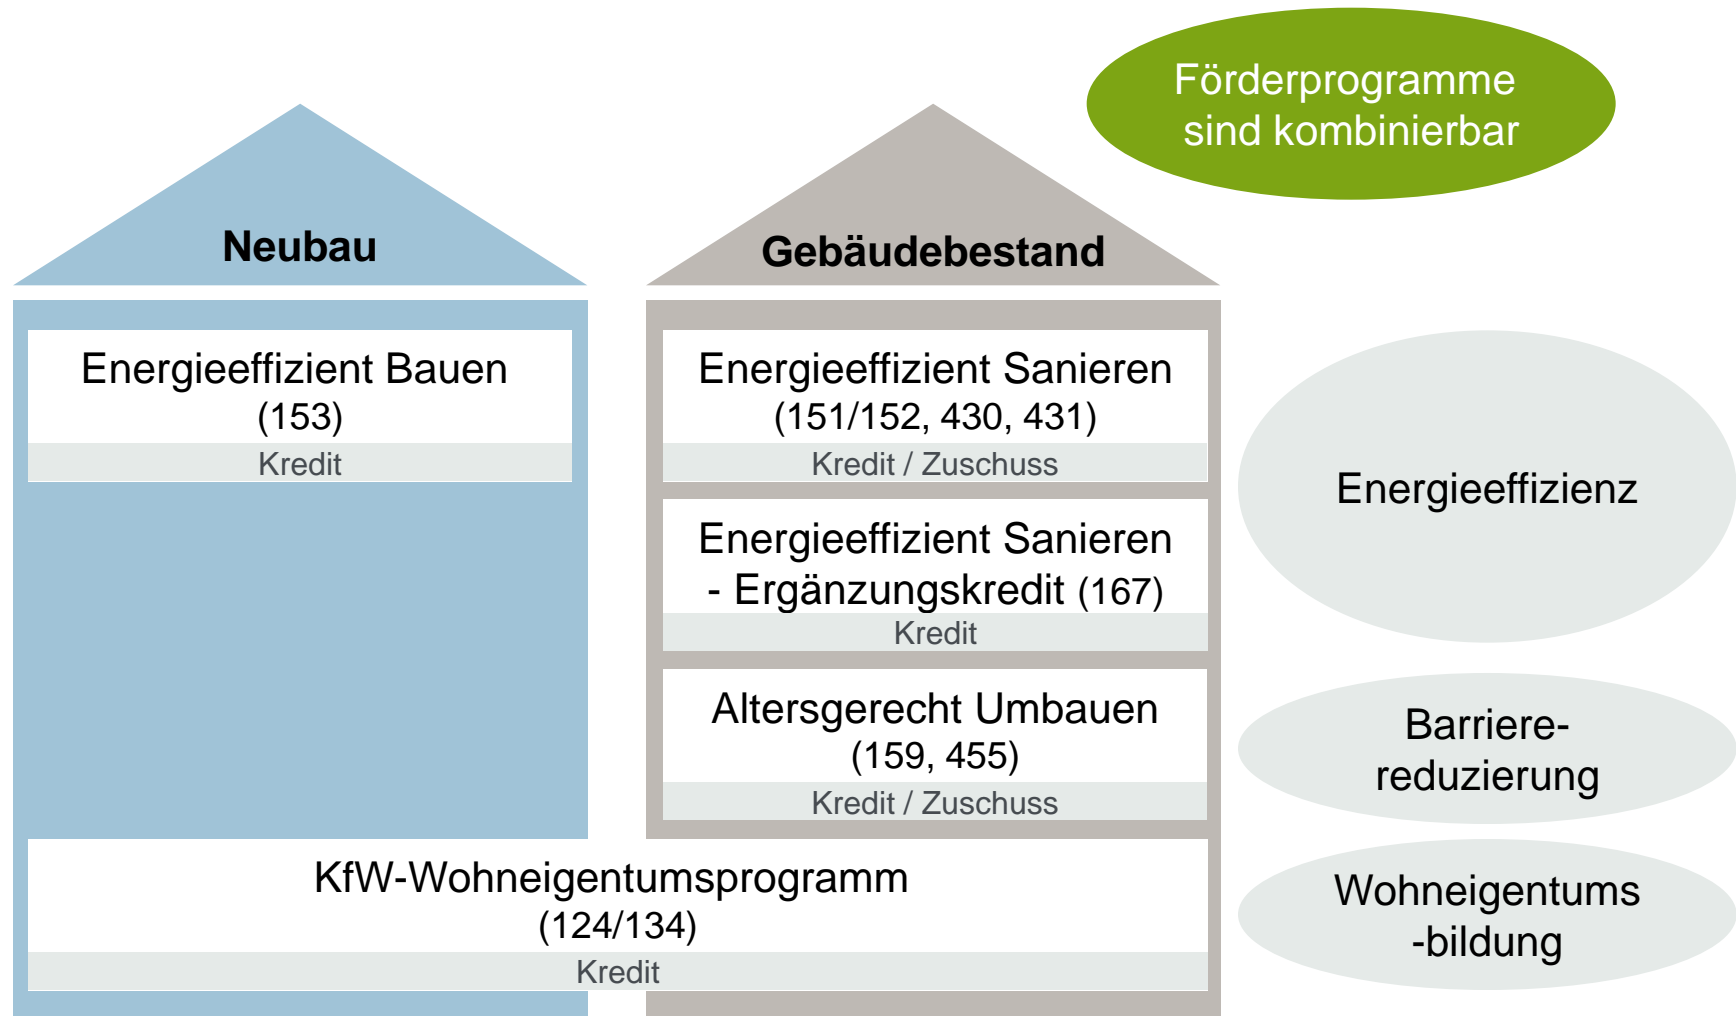 Förderprogramme
sind kombinierbar
Neubau
Gebäudebestand
Energieeffizient Bauen
(153)
Kredit
Energieeffizient Sanieren
(151/152, 430, 431)
Kredit / Zuschuss
Energieeffizient Sanieren
- Ergänzungskredit (167)
Kredit
Energieeffizienz
Altersgerecht Umbauen
(159, 455)
Kredit / Zuschuss
Barriere-
reduzierung
KfW-Wohneigentumsprogramm
(124/134)
Kredit
Wohneigentums
-bildung